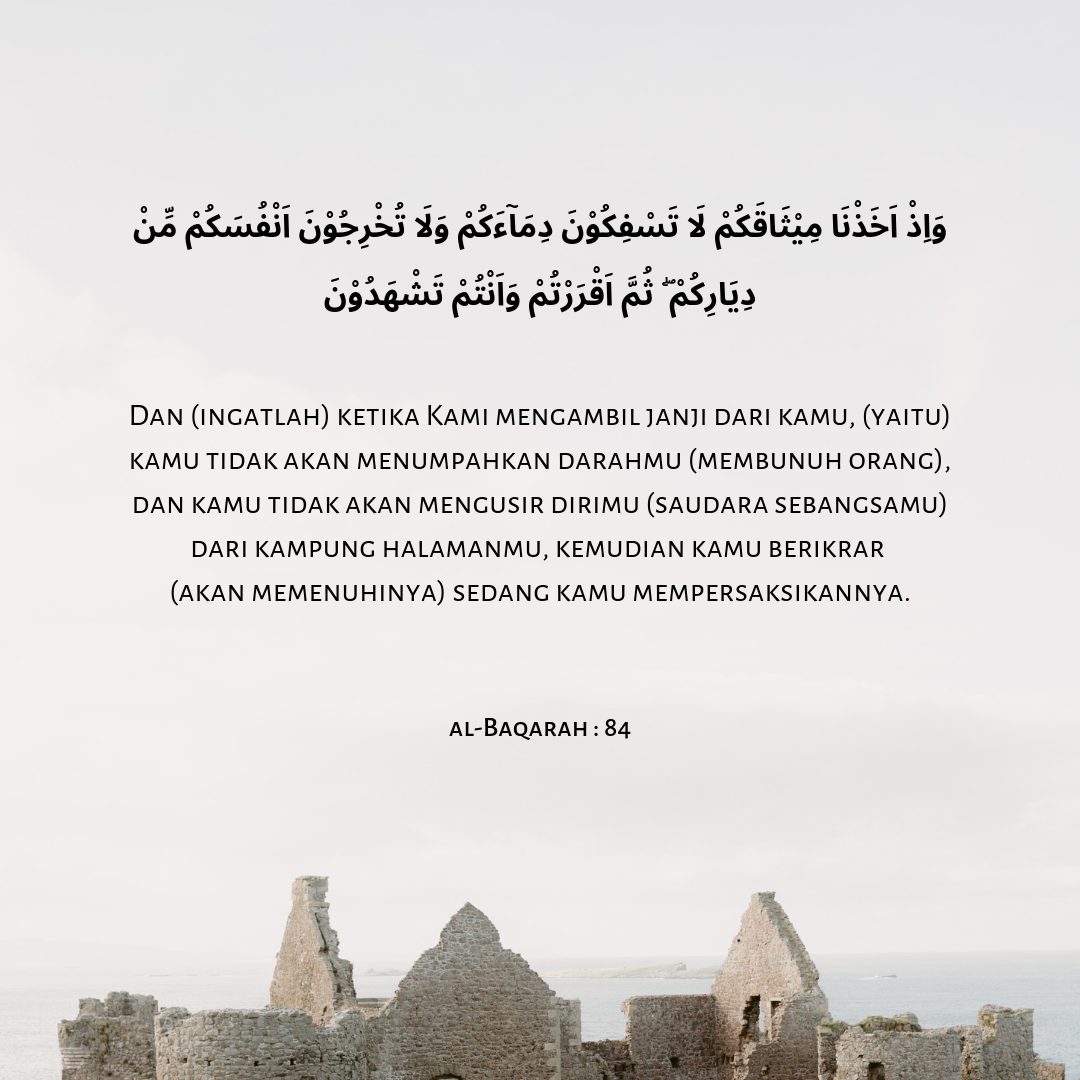 وَاِذْ اَخَذْنَا مِيْثَاقَكُمْ لَا تَسْفِكُوْنَ دِمَاۤءَكُمْ وَلَا تُخْرِجُوْنَ اَنْفُسَكُمْ مِّنْ
دِيَارِكُمْۖ ثُمَّ اَقْرَرْتُمْ وَاَنْتُمْ تَشْهَدُوْنَ
Dan (ingatlah) ketika Kami mengambil janji dari kamu, (yaitu)
kamu tidak akan menumpahkan darahmu (membunuh orang),
dan kamu tidak akan mengusir dirimu (saudara sebangsamu)
dari kampung halamanmu, kemudian kamu berikrar
(akan memenuhinya) sedang kamu mempersaksikannya.
al-Baqarah : 84